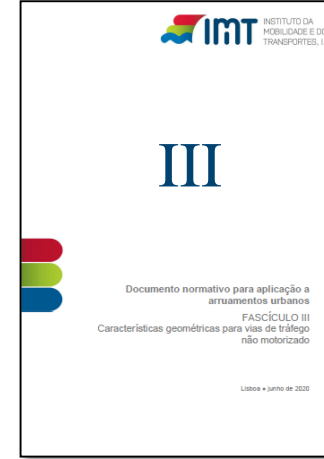 imt
INSTITUTO DA
MOBILIDADE E DO
TRANSPORTES, I.
III
Documento normativo para aplicação a
arruamentos urbanos
FASCÍCULO III
Características geométricas para vias de tráfego
não motorizado
Lisboa • junho de 2020